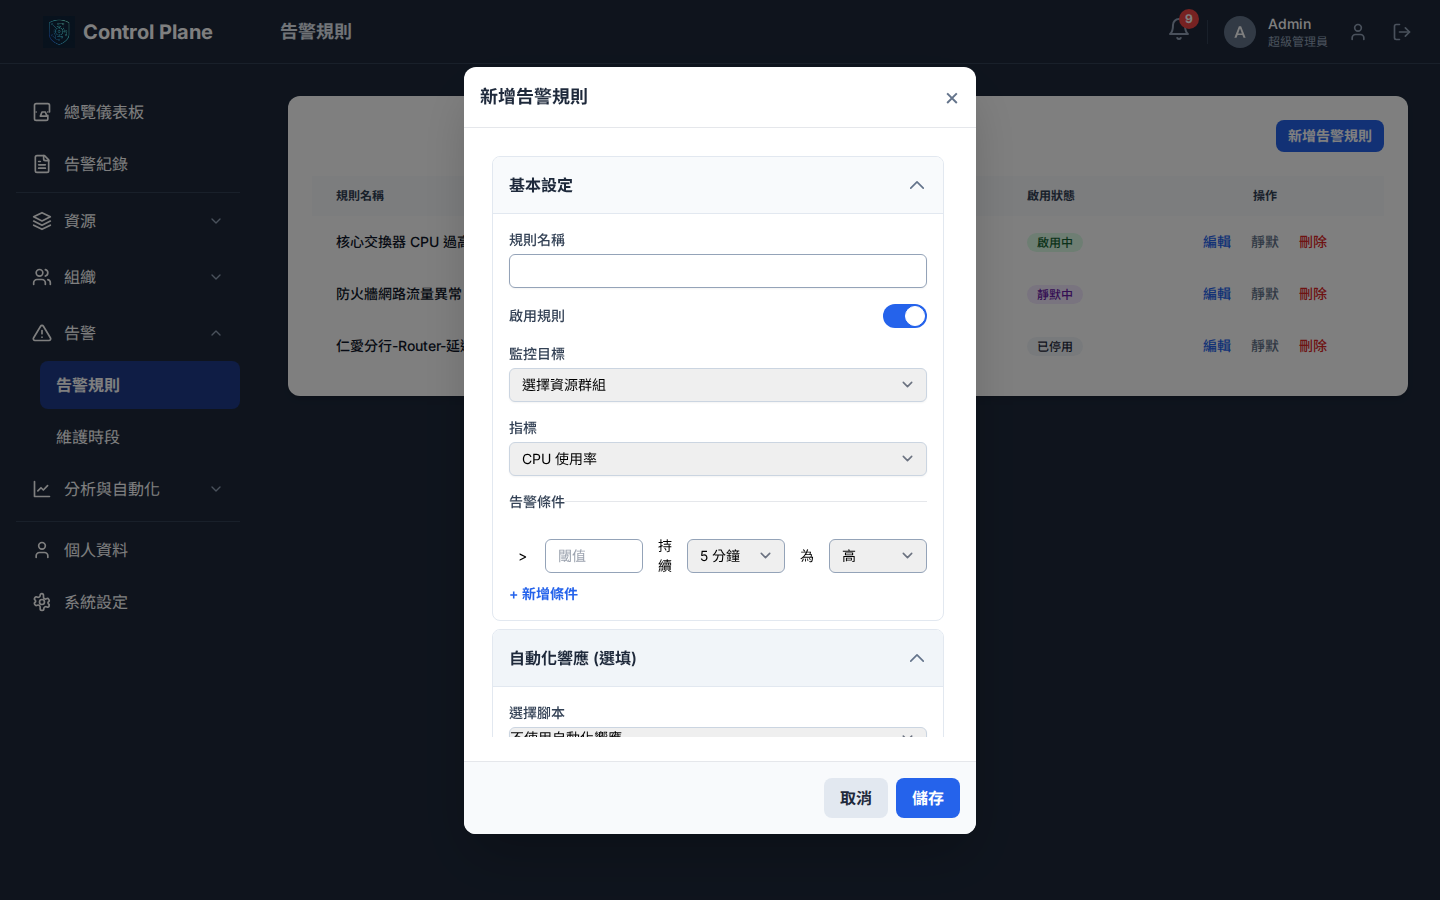 Control Plane
告警規則
9
A
Admin
超級管理員
總覽儀表板
告警紀錄
資源
組織
告警
告警規則
維護時段
分析與自動化
個人資料
系統設定
新增告警規則
規則名稱
啟用狀態
操作
核心交換器 CPU 過高
啟用中
編輯
靜默
刪除
防火牆網路流量異常
靜默中
編輯
靜默
刪除
仁愛分行-Router-延遲
已停用
編輯
靜默
刪除
新增告警規則
×
基本設定
規則名稱
啟用規則
監控目標
選擇資源群組
指標
CPU 使用率
告警條件
>
閾值
持續
5 分鐘
為
高
+ 新增條件
自動化響應 (選填)
選擇腳本
不使用自動化響應
取消
儲存